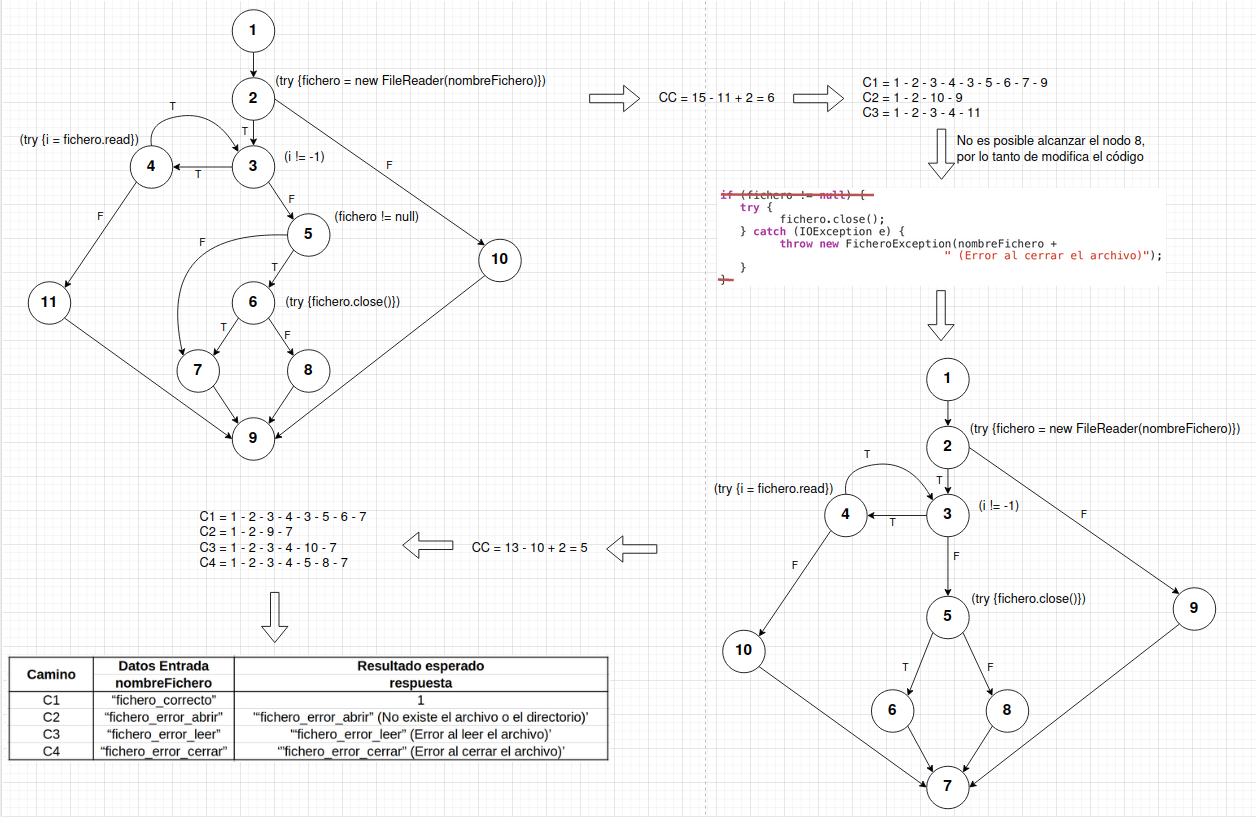 1
(try {fichero = new FileReader(nombreFichero)})
2
T
T
(try {i = fichero.read})
(i != -1)
4
3
T
F
F
F
(fichero != null)
5
F
T
10
11
6
(try {fichero.close()})
T
F
7
8
9
CC = 15 - 11 + 2 = 6
C1 = 1 - 2 - 3 - 4 - 3 - 5 - 6 - 7 - 9
C2 = 1 - 2 - 10 - 9
C3 = 1 - 2 - 3 - 4 - 11
No es posible alcanzar el nodo 8,
por lo tanto de modifica el código
if (fichero != null) {
try {
fichero.close();
} catch (IOException e) {
throw new FicheroException(nombreFichero +
" (Error al cerrar el archivo)");
}
}
1
(try {fichero = new FileReader(nombreFichero)})
2
T
T
(try {i = fichero.read})
(i != -1)
4
3
T
F
F
F
(try {fichero.close()})
5
9
10
T
F
6
8
7
CC = 13 - 10 + 2 = 5
C1 = 1 - 2 - 3 - 4 - 3 - 5 - 6 - 7
C2 = 1 - 2 - 9 - 7
C3 = 1 - 2 - 3 - 4 - 10 - 7
C4 = 1 - 2 - 3 - 4 - 5 - 8 - 7
Camino Datos Entrada Resultado esperado
nombreFichero respuesta
C1 “fichero_correcto” 1
C2 “fichero_error_abrir” '“fichero_error_abrir” (No existe el archivo o el directorio)’
C3 “fichero_error_leer” '“fichero_error_leer” (Error al leer el archivo)’
C4 “fichero_error_cerrar” ‘”fichero_error_cerrar” (Error al cerrar el archivo)’